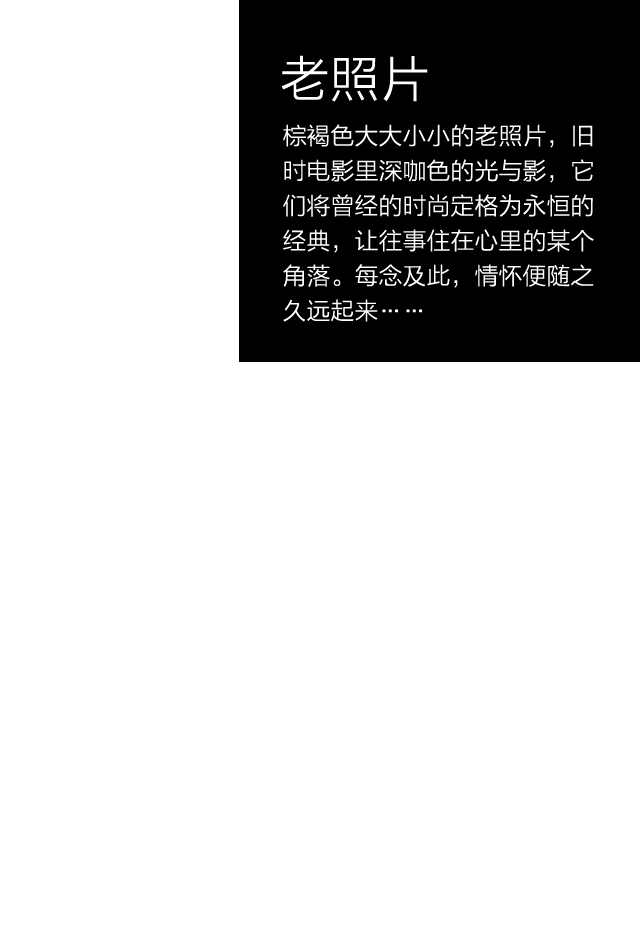 老照片
棕褐色大大小小的老照片，旧
时电影里深咖色的光与影，它
们将曾经的时尚定格为永恒的
经典，让往事住在心里的某个
角落。每念及此，情怀便随之
久远起来……